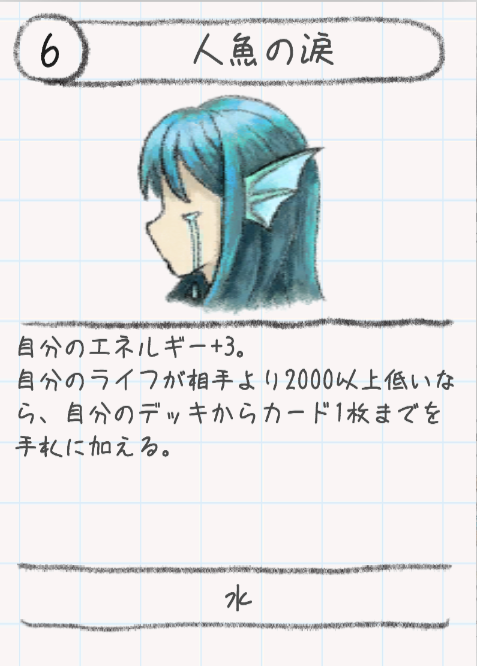 6
人魚の涙
自分のエネルギー+3。
自分のライフが相手より2000以上低いな
ら、自分のデッキからカード1枚までを
手札に加える。
水